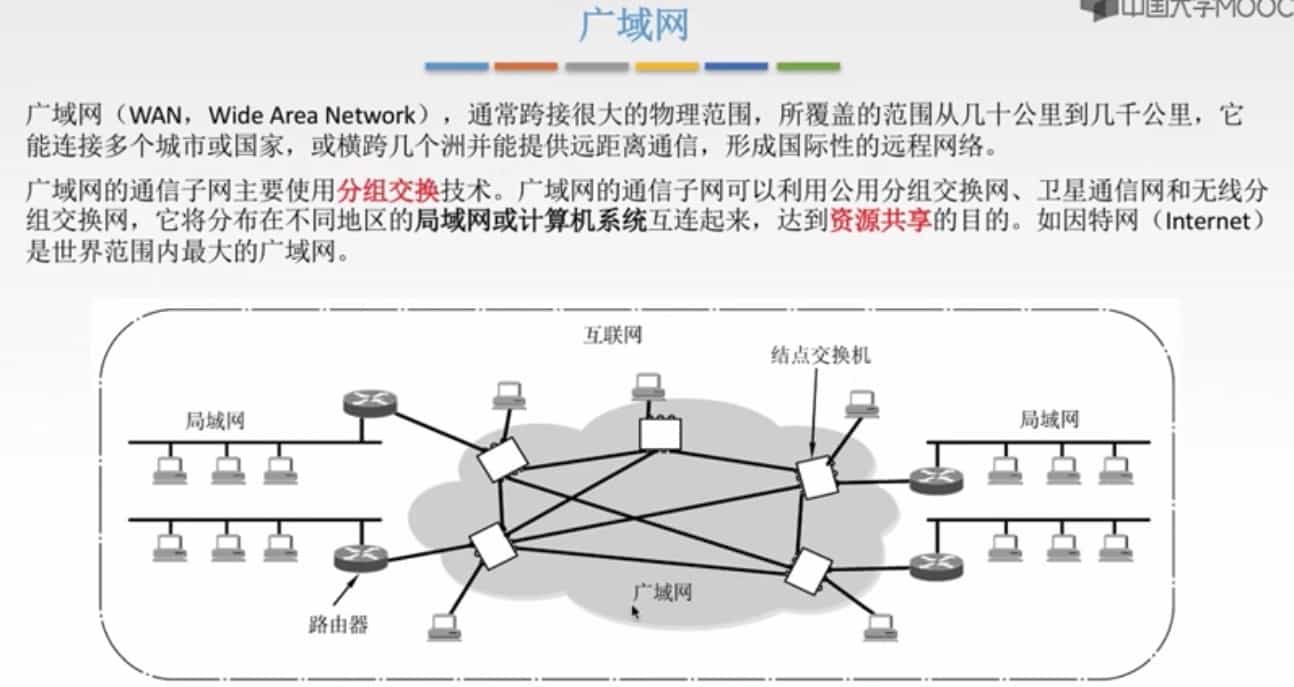 中国大学MOOC
广域网
广域网（WAN，Wide Area Network），通常跨接很大的物理范围，所覆盖的范围从几十公里到几千公里，它
能连接多个城市或国家，或横跨几个洲并能提供远距离通信，形成国际性的远程网络。
广域网的通信子网主要使用分组交换技术。广域网的通信子网可以利用公用分组交换网、卫星通信网和无线分
组交换网，它将分布在不同地区的局域网或计算机系统互连起来，达到资源共享的目的。如因特网（Internet）
是世界范围内最大的广域网。
互联网
结点交换机
局域网
局域网
广域网
路由器